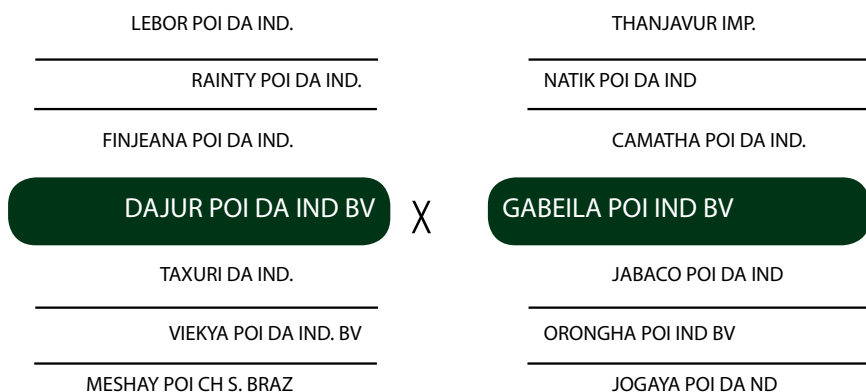 LEBOR POI DA IND.
RAINTY POI DA IND.
FINJEANA POI DA IND.
DAJUR POI DA IND BV
TAXURI DA IND.
VIEKYA POI DA IND. BV
MESHAY POI CH S. BRAZ
X
THANJAVUR IMP.
NATIK POI DA IND
CAMATHA POI DA IND.
GABEILA POI IND BV
JABACO POI DA IND
ORONGHA POI IND BV
JOGAYA POI DA ND